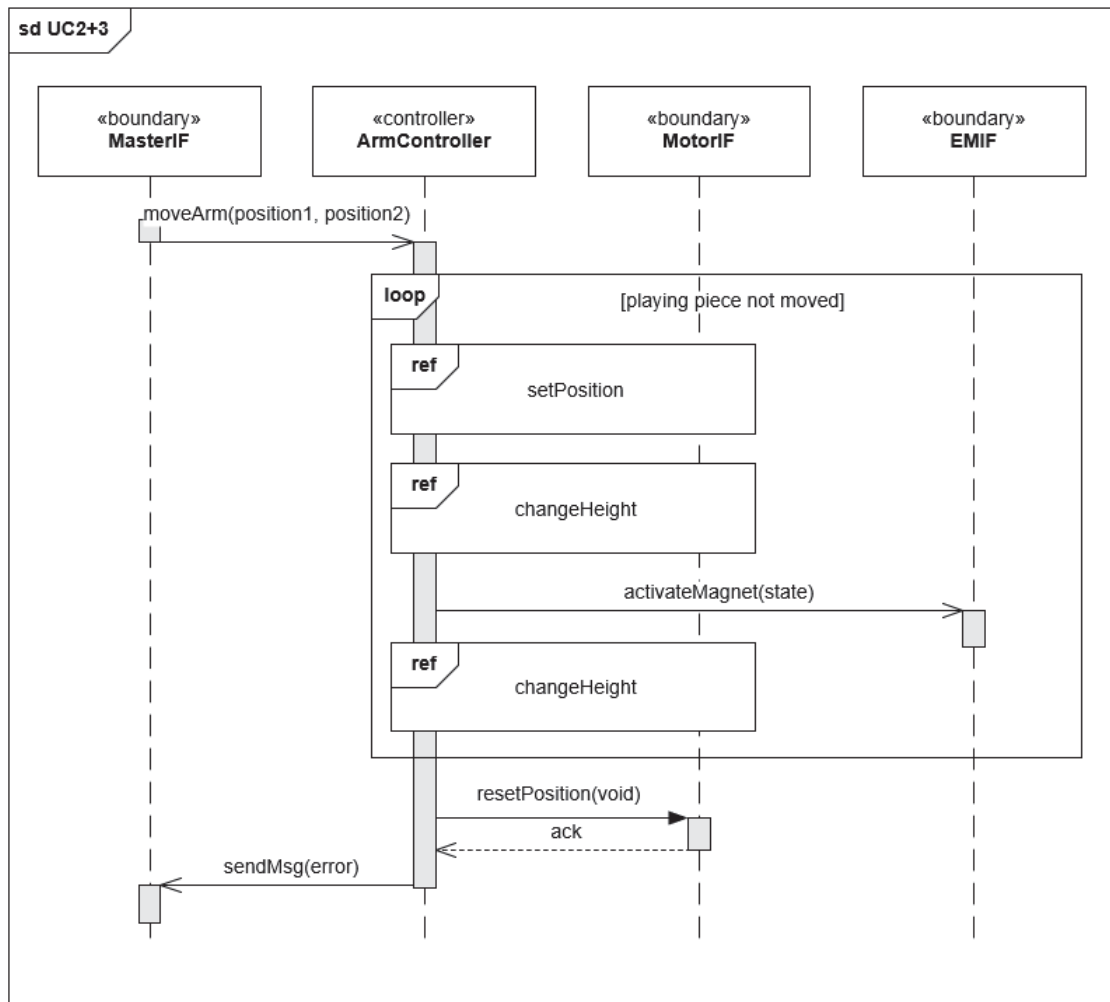 sd UC2+3
«boundary»
MasterIF
«controller»
ArmController
«boundary»
MotorIF
«boundary»
EMIF
moveArm(position1, position2)
loop
[playing piece not moved]
ref
setPosition
ref
changeHeight
activateMagnet(state)
ref
changeHeight
resetPosition(void)
ack
sendMsg(error)